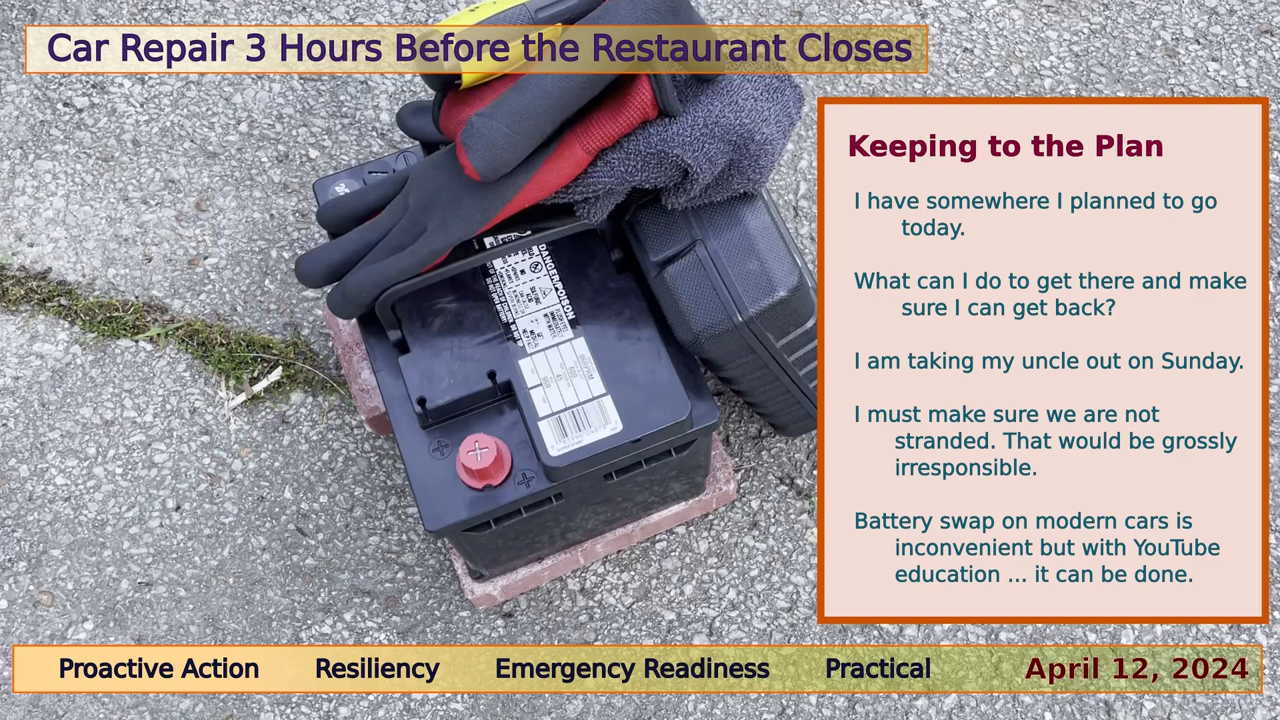 Car Repair 3 Hours Before the Restaurant Closes
Keeping to the Plan
I have somewhere I planned to go
today.
What can I do to get there and make
sure I can get back?
I am taking my uncle out on Sunday.
I must make sure we are not
stranded. That would be grossly
irresponsible.
Battery swap on modern cars is
inconvenient but with YouTube
education ... it can be done.
DANGER/POISON
Proactive Action Resiliency Emergency Readiness Practical April 12, 2024